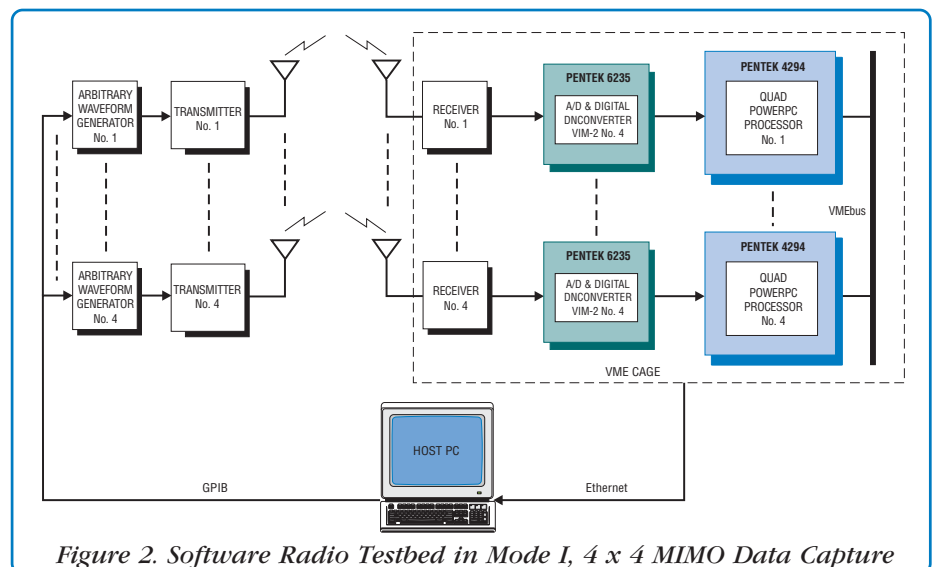 ARBITRARY
WAVEFORM
GENERATOR
No. 1
TRANSMITTER
No. 1
RECEIVER
No. 1
PENTEK 6235
A/D & DIGITAL
DNCONVERTER
VIM-2 No. 4
PENTEK 4294
QUAD
POWERPC
PROCESSOR
No. 1
VMEbus
ARBITRARY
WAVEFORM
GENERATOR
No. 4
TRANSMITTER
No. 4
RECEIVER
No. 4
PENTEK 6235
A/D & DIGITAL
DNCONVERTER
VIM-2 No. 4
PENTEK 4294
QUAD
POWERPC
PROCESSOR
No. 4
VME CAGE
HOST PC
GPIB
Ethernet
Figure 2. Software Radio Testbed in Mode I, 4 x 4 MIMO Data Capture